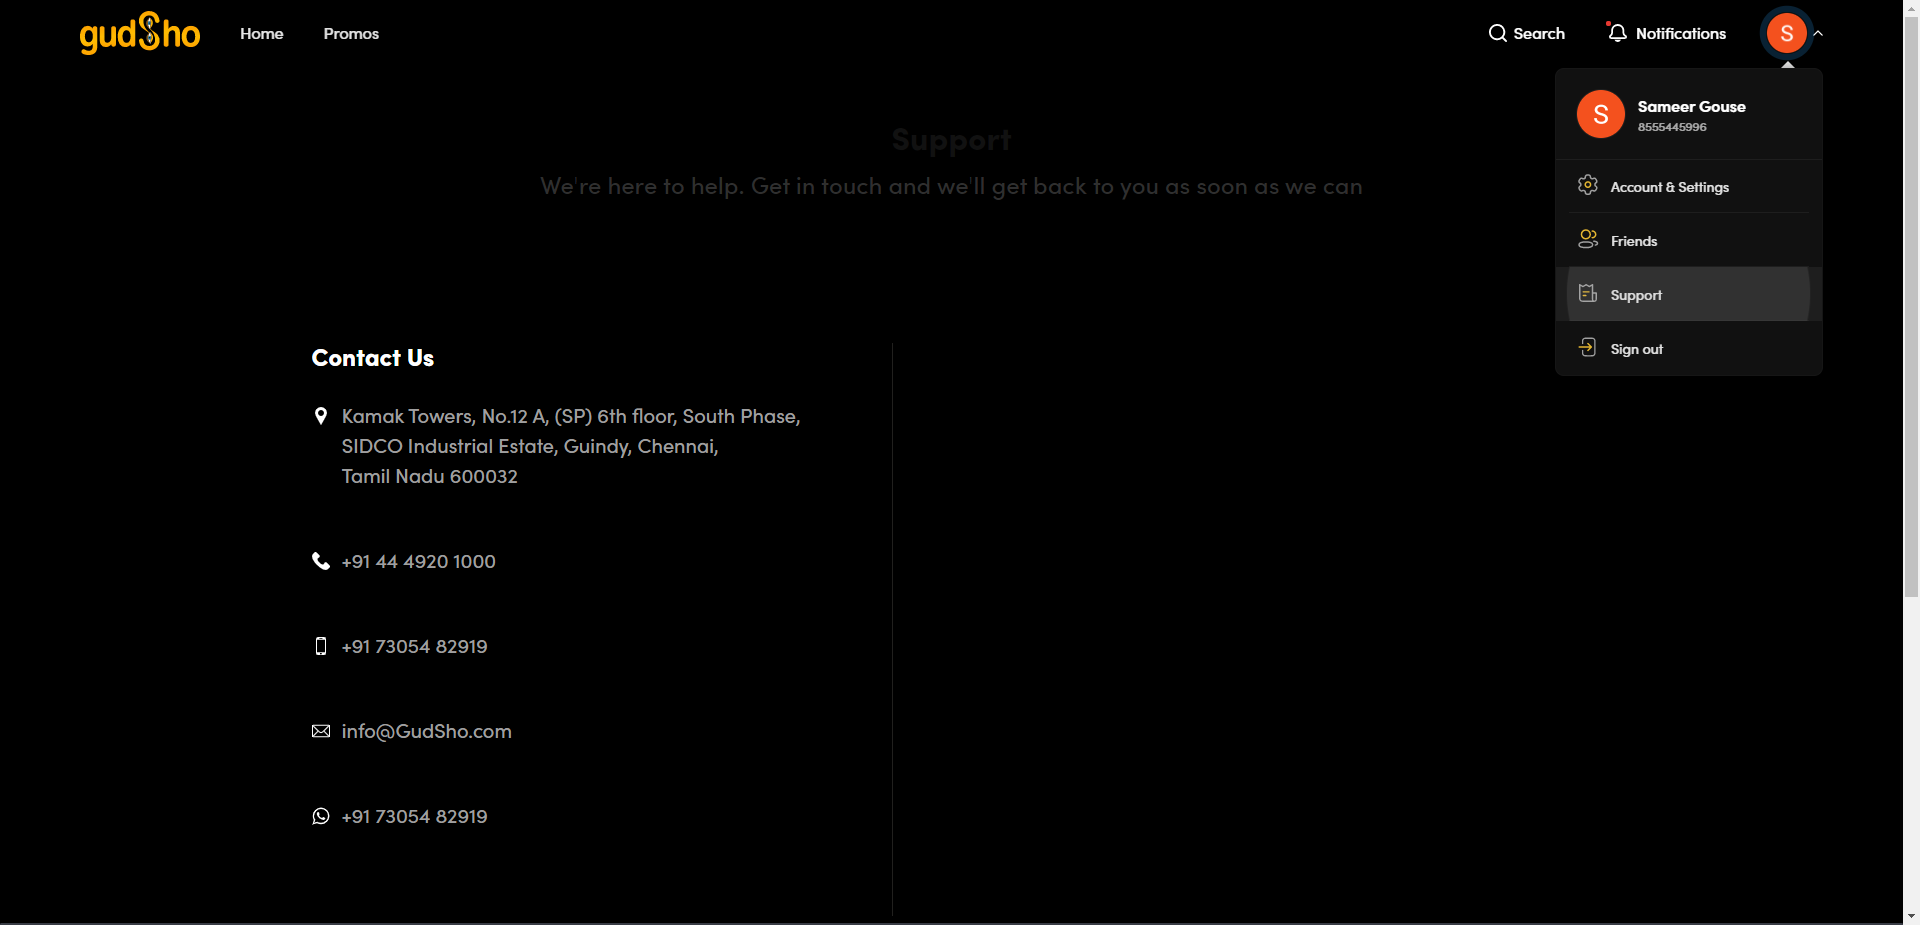 gudSho
Home
Promos
Search
Notifications
S
S
Sameer Gouse
8555445996
Account & Settings
Friends
Support
Sign out
Support
We're here to help. Get in touch and we'll get back to you as soon as we can
Contact Us
Kamak Towers, No.12 A, (SP) 6th floor, South Phase,
SIDCO Industrial Estate, Guindy, Chennai,
Tamil Nadu 600032
+91 44 4920 1000
+91 73054 82919
info@GudSho.com
+91 73054 82919